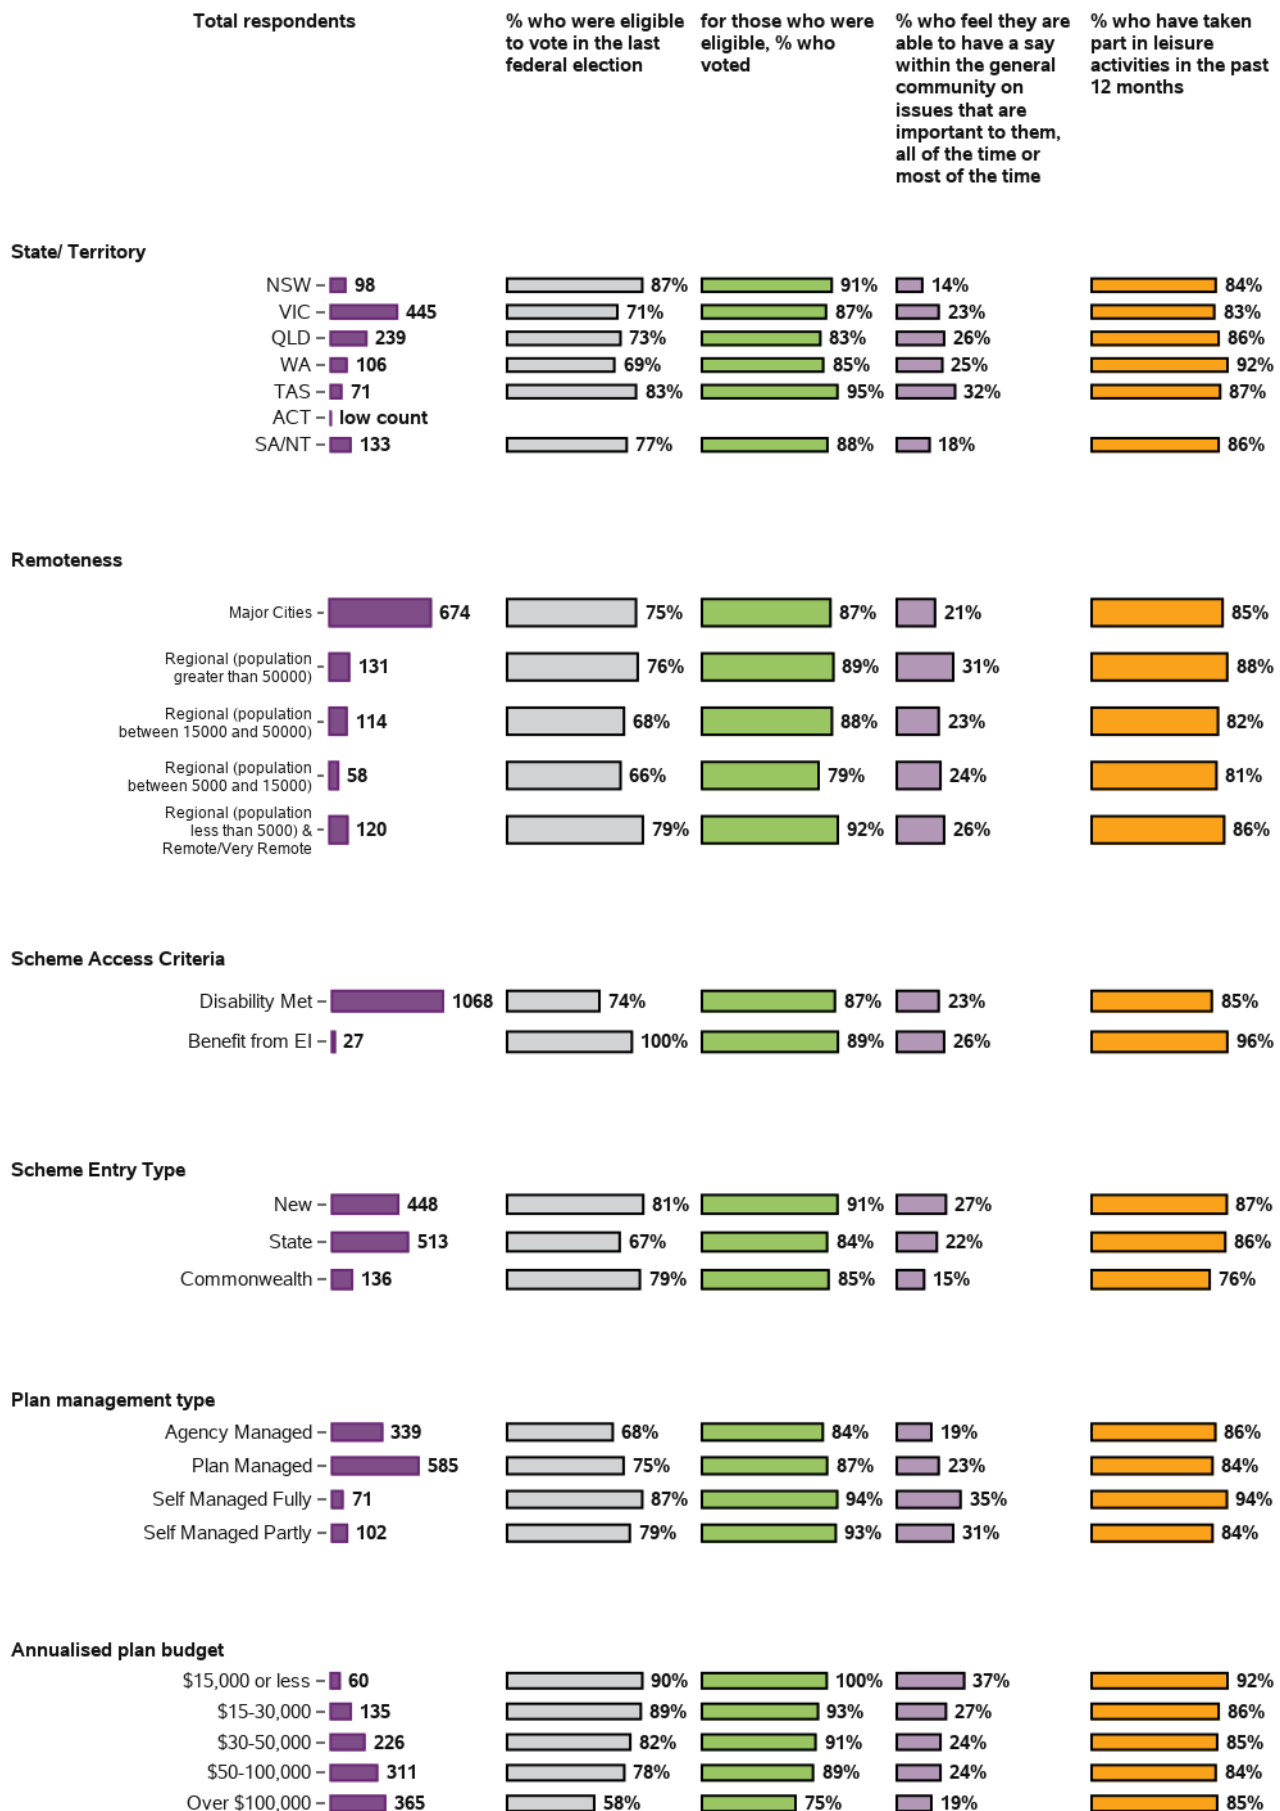 Total respondents
% who were eligible to vote in the last federal election
for those who were eligible, % who voted
% who feel they are able to have a say within the general community on issues that are important to them, all of the time or most of the time
% who have taken part in leisure activities in the past 12 months
State/ Territory
NSW 98 87% 91% 14% 84%
VIC 445 71% 87% 23% 83%
QLD 239 73% 83% 26% 86%
WA 106 69% 85% 25% 92%
TAS 71 83% 95% 32% 87%
ACT low count
SA/NT 133 77% 88% 18% 86%
Remoteness
Major Cities 674 75% 87% 21% 85%
Regional (population greater than 50000) 131 76% 89% 31% 88%
Regional (population between 15000 and 50000) 114 68% 88% 23% 82%
Regional (population between 5000 and 15000) 58 66% 79% 24% 81%
Regional (population less than 5000) & Remote/Very Remote 120 79% 92% 26% 86%
Scheme Access Criteria
Disability Met 1068 74% 87% 23% 85%
Benefit from EI 27 100% 89% 26% 96%
Scheme Entry Type
New 448 81% 91% 27% 87%
State 513 67% 84% 22% 86%
Commonwealth 136 79% 85% 15% 76%
Plan management type
Agency Managed 339 68% 84% 19% 86%
Plan Managed 585 75% 87% 23% 84%
Self Managed Fully 71 87% 94% 35% 94%
Self Managed Partly 102 79% 93% 31% 84%
Annualised plan budget
$15,000 or less 60 90% 100% 37% 92%
$15-30,000 135 89% 93% 27% 86%
$30-50,000 226 82% 91% 24% 85%
$50-100,000 311 78% 89% 24% 84%
Over $100,000 365 58% 75% 19% 85%